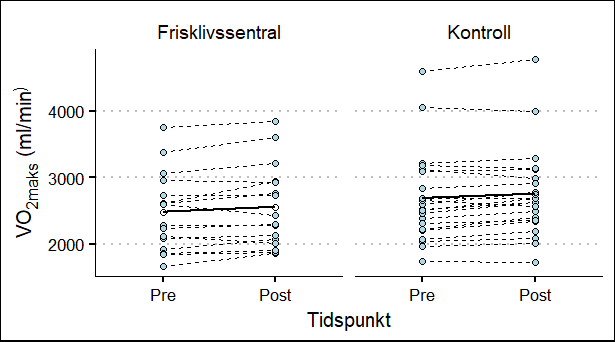 Frisklivssentral Kontroll
VO2maks (ml/min)
4000
3000
2000
Pre Post Pre Post
Tidspunkt